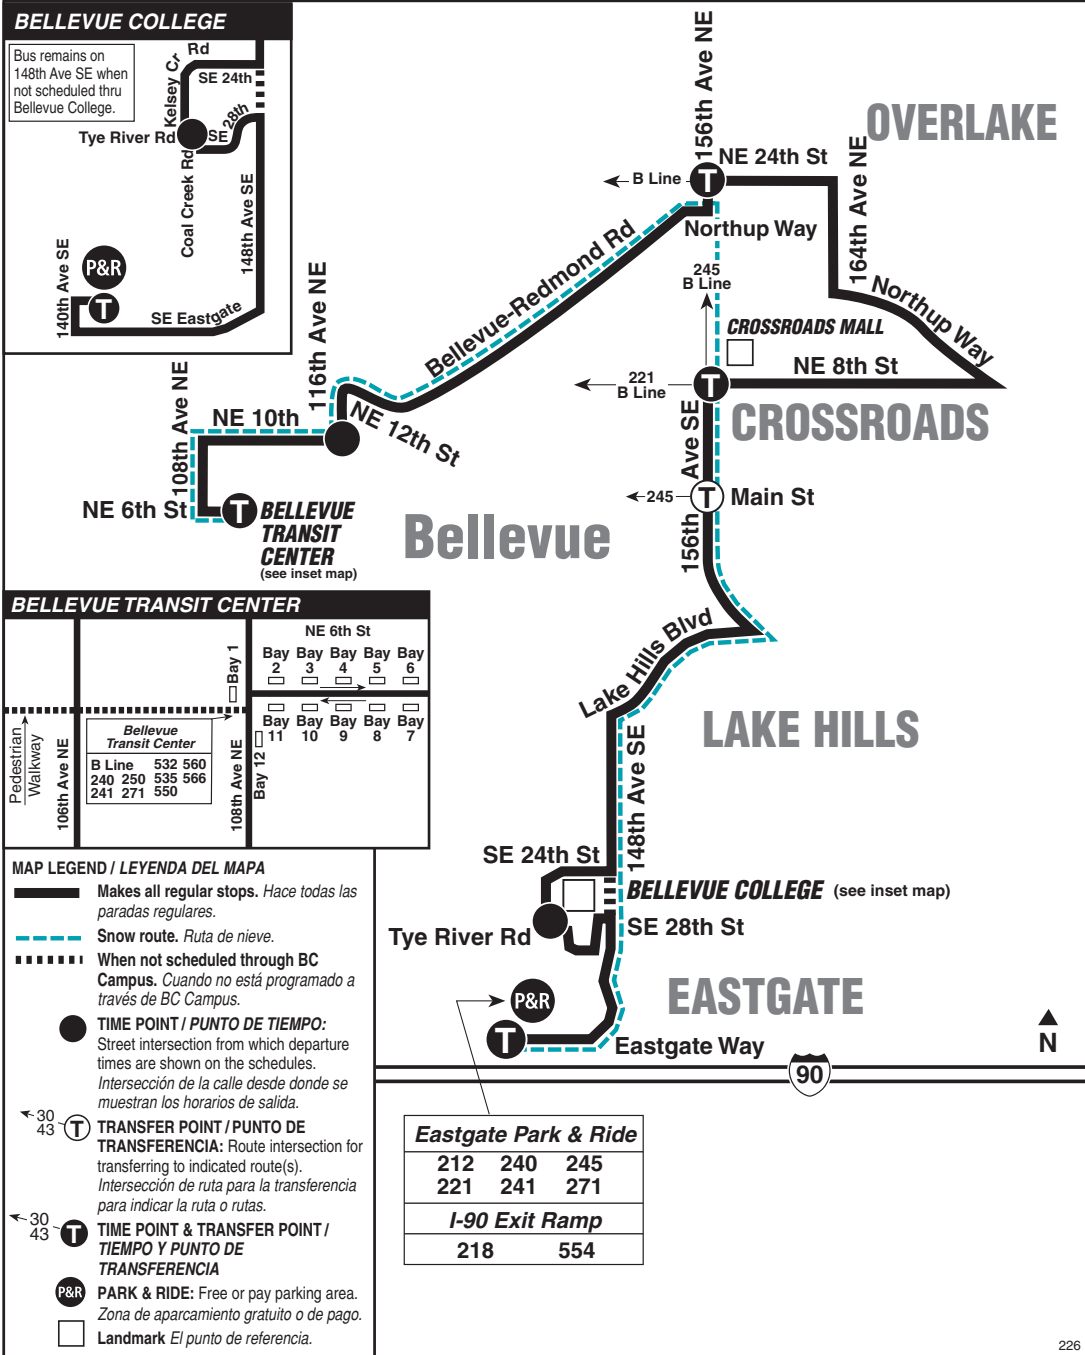 BELLEVUE COLLEGE
Bus remains on
148th Ave SE when
not scheduled thru
Bellevue College.
Kelsey Cr
Rd
SE 24th
SE 28th
Tye River Rd
Coal Creek Rd
148th Ave SE
140th Ave SE
P&R
T
SE Eastgate
156th Ave NE
OVERLAKE
NE 24th St
B Line
T
164th Ave NE
Northup Way
Northup Way
Bellevue-Redmond Rd
245
B Line
CROSSROADS MALL
NE 8th St
221
B Line
T
CROSSROADS
116th Ave NE
NE 12th St
108th Ave NE
NE 10th
NE 6th St
T
BELLEVUE
TRANSIT
CENTER
(see inset map)
156th Ave SE
245
T
Main St
Bellevue
Lake Hills Blvd
LAKE HILLS
148th Ave SE
SE 24th St
BELLEVUE COLLEGE (see inset map)
Tye River Rd
SE 28th St
P&R
EASTGATE
T
Eastgate Way
N
90
Eastgate Park & Ride
212 240 245
221 241 271
I-90 Exit Ramp
218 554
BELLEVUE TRANSIT CENTER
NE 6th St
Bay 1
Bay Bay Bay Bay Bay
2 3 4 5 6
Bay Bay Bay Bay Bay
11 10 9 8 7
Bay 12
Pedestrian
Walkway
106th Ave NE
108th Ave NE
Bellevue
Transit Center
B Line 532 560
240 250 535 566
241 271 550
MAP LEGEND / LEYENDA DEL MAPA
Makes all regular stops. Hace todas las
paradas regulares.
Snow route. Ruta de nieve.
When not scheduled through BC
Campus. Cuando no está programado a
través de BC Campus.
TIME POINT / PUNTO DE TIEMPO:
Street intersection from which departure
times are shown on the schedules.
Intersección de la calle desde donde se
muestran los horarios de salida.
30
43
T
TRANSFER POINT / PUNTO DE
TRANSFERENCIA: Route intersection for
transferring to indicated route(s).
Intersección de ruta para la transferencia
para indicar la ruta o rutas.
30
43
T
TIME POINT & TRANSFER POINT /
TIEMPO Y PUNTO DE
TRANSFERENCIA
P&R
PARK & RIDE: Free or pay parking area.
Zona de aparcamiento gratuito o de pago.
Landmark El punto de referencia.
226